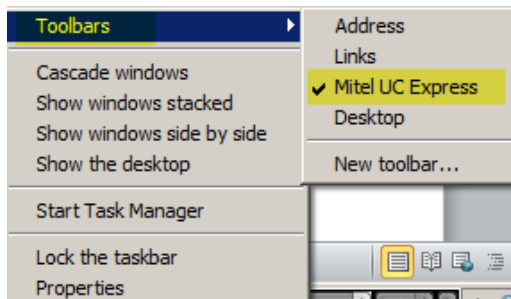 Toolbars
Cascade windows
Show windows stacked
Show windows side by side
Show the desktop
Start Task Manager
Lock the taskbar
Properties
Address
Links
Mitel UC Express
Desktop
New toolbar...